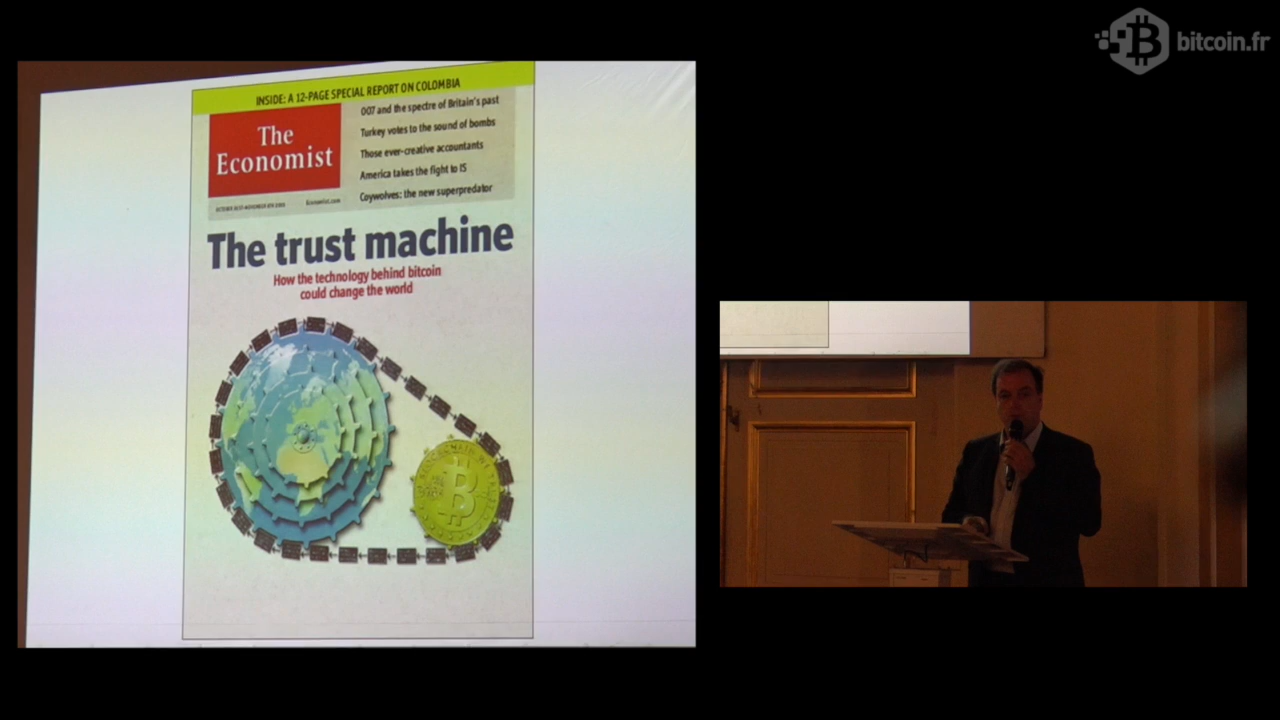 bitcoin.fr
INSIDE: A 12-PAGE SPECIAL REPORT ON COLOMBIA
The
Economist
007 and the spectre of Britain's past
Turkey votes to the sound of bombs
Those ever-creative accountants
America takes the fight to IS
Coywolves: the new superpredator
Economist.com
The trust machine
How the technology behind bitcoin
could change the world